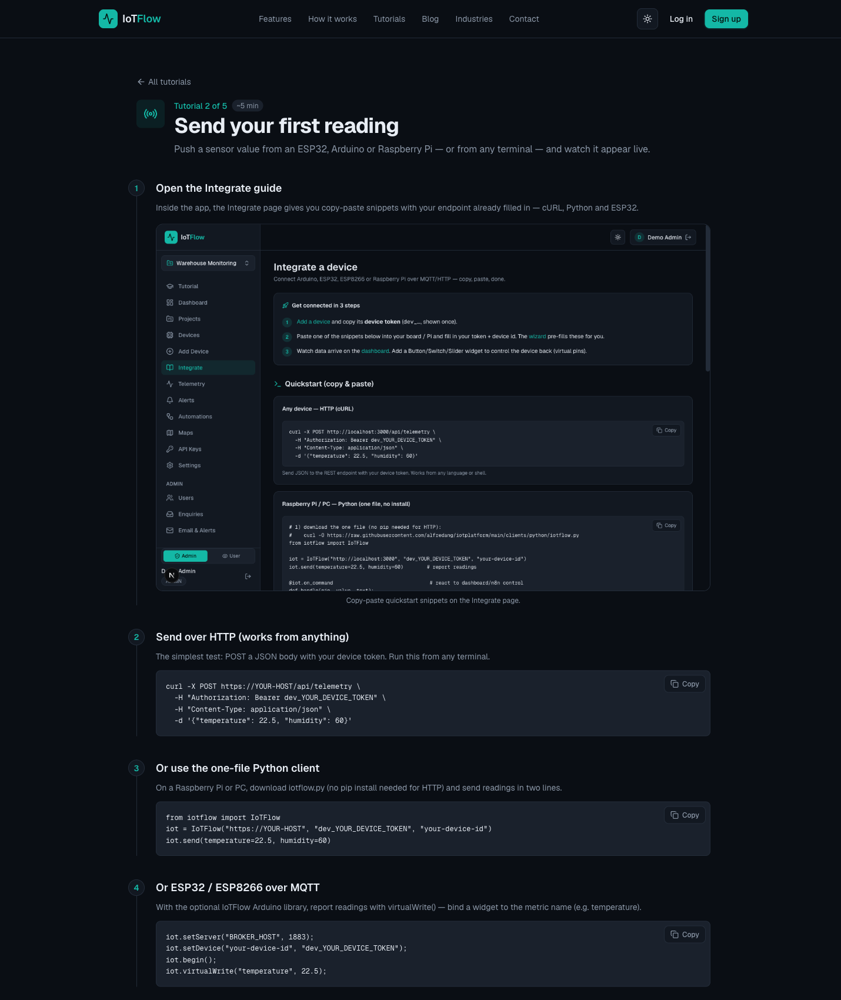 IoTFlow
Features
How it works
Tutorials
Blog
Industries
Contact
Log in
Sign up
All tutorials
Tutorial 2 of 5
~5 min
Send your first reading
Push a sensor value from an ESP32, Arduino or Raspberry Pi — or from any terminal — and watch it appear live.
1
Open the Integrate guide
Inside the app, the Integrate page gives you copy-paste snippets with your endpoint already filled in — cURL, Python and ESP32.
IoTFlow
D Demo Admin
Warehouse Monitoring
Tutorial
Dashboard
Projects
Devices
Add Device
Integrate
Telemetry
Alerts
Automations
Maps
API Keys
Settings
ADMIN
Users
Enquiries
Email & Alerts
Admin
User
Admin
N
Integrate a device
Connect Arduino, ESP32, ESP8266 or Raspberry Pi over MQTT/HTTP — copy, paste, done.
Get connected in 3 steps
1 Add a device and copy its device token (dev_…, shown once).
2 Paste one of the snippets below into your board / Pi and fill in your token + device id. The wizard pre-fills these for you.
3 Watch data arrive on the dashboard. Add a Button/Switch/Slider widget to control the device back (virtual pins).
Quickstart (copy & paste)
Any device — HTTP (cURL)
Copy
curl -X POST http://localhost:3000/api/telemetry \
-H "Authorization: Bearer dev_YOUR_DEVICE_TOKEN" \
-H "Content-Type: application/json" \
-d '{"temperature": 22.5, "humidity": 60}'
Send JSON to the REST endpoint with your device token. Works from any language or shell.
Raspberry Pi / PC — Python (one file, no install)
Copy
# 1) download the one file (no pip needed for HTTP):
#    curl -O https://raw.githubusercontent.com/alfredang/iotplatform/main/clients/python/iotflow.py
from iotflow import IoTFlow
iot = IoTFlow("http://localhost:3000", "dev_YOUR_DEVICE_TOKEN", "your-device-id")
iot.send(temperature=22.5, humidity=60)        # report readings
@iot.on_command                                # react to dashboard/n8n control
def handle(pin, value, text):
Copy-paste quickstart snippets on the Integrate page.
2
Send over HTTP (works from anything)
The simplest test: POST a JSON body with your device token. Run this from any terminal.
Copy
curl -X POST https://YOUR-HOST/api/telemetry \
-H "Authorization: Bearer dev_YOUR_DEVICE_TOKEN" \
-H "Content-Type: application/json" \
-d '{"temperature": 22.5, "humidity": 60}'
3
Or use the one-file Python client
On a Raspberry Pi or PC, download iotflow.py (no pip install needed for HTTP) and send readings in two lines.
Copy
from iotflow import IoTFlow
iot = IoTFlow("https://YOUR-HOST", "dev_YOUR_DEVICE_TOKEN", "your-device-id")
iot.send(temperature=22.5, humidity=60)
4
Or ESP32 / ESP8266 over MQTT
With the optional IoTFlow Arduino library, report readings with virtualWrite() — bind a widget to the metric name (e.g. temperature).
Copy
iot.setServer("BROKER_HOST", 1883);
iot.setDevice("your-device-id", "dev_YOUR_DEVICE_TOKEN");
iot.begin();
iot.virtualWrite("temperature", 22.5);